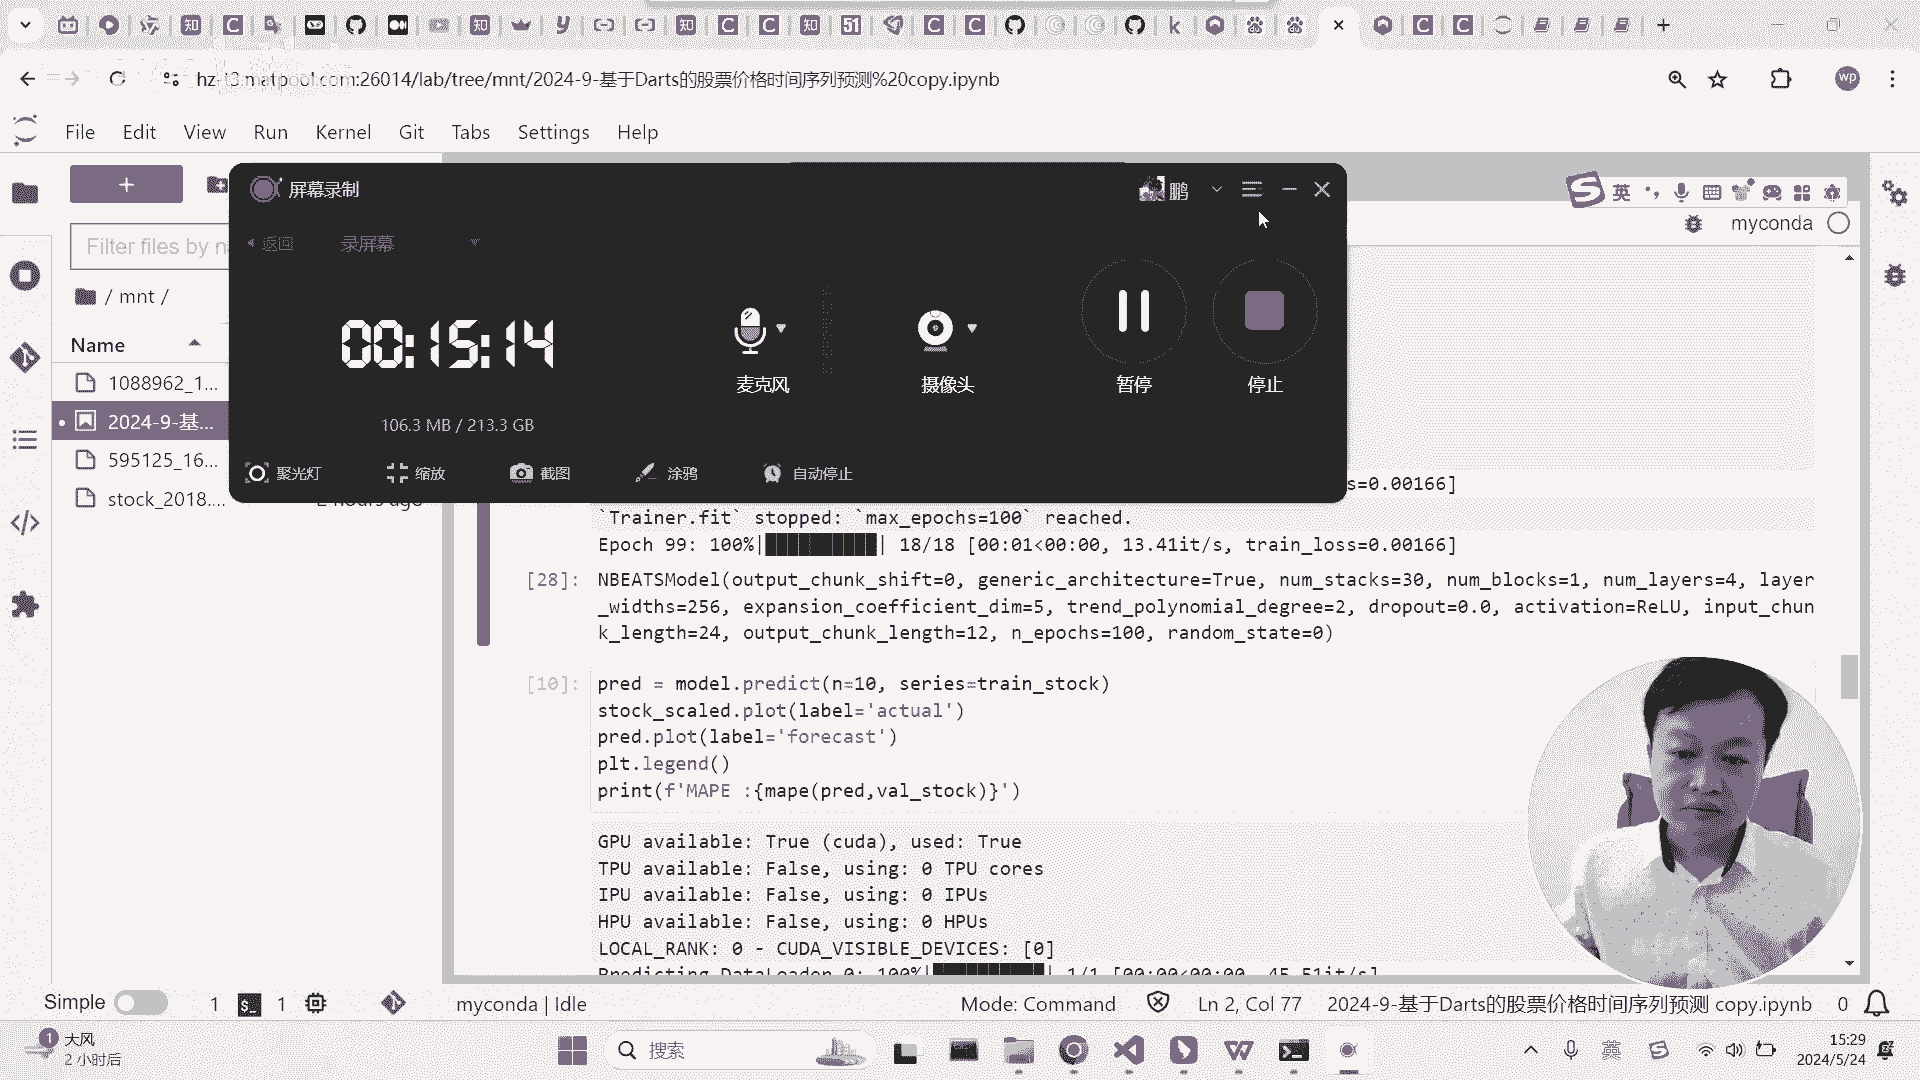 hz-t3.matpool.com:26014/lab/tree/mnt/2024-9-基于Darts的股票价格时间序列预测%20copy.ipynb
wp
File Edit View Run Kernel Git Tabs Settings Help
屏幕录制
鹏
英
返回
录屏幕
myconda
Filter files by n
/ mnt /
00:15:14
麦克风
摄像头
暂停
停止
Name
1088962_1...
2024-9-基...
106.3 MB / 213.3 GB
595125_16...
聚光灯
缩放
截图
涂鸦
自动停止
s=0.00166]
stock_2018....
2 hours ago
`Trainer.fit` stopped: `max_epochs=100` reached.
Epoch 99: 100%| | 18/18 [00:01<00:00, 13.41it/s, train_loss=0.00166]
[28]: NBEATSModel(output_chunk_shift=0, generic_architecture=True, num_stacks=30, num_blocks=1, num_layers=4, layer
_widths=256, expansion_coefficient_dim=5, trend_polynomial_degree=2, dropout=0.0, activation=ReLU, input_chun
k_length=24, output_chunk_length=12, n_epochs=100, random_state=0)
[10]: pred = model.predict(n=10, series=train_stock)
stock_scaled.plot(label='actual')
pred.plot(label='forecast')
plt.legend()
print(f'MAPE :{mape(pred,val_stock)}')
GPU available: True (cuda), used: True
TPU available: False, using: 0 TPU cores
IPU available: False, using: 0 IPUs
HPU available: False, using: 0 HPUs
LOCAL_RANK: 0 - CUDA_VISIBLE_DEVICES: [0]
Predicting DataLoader 0: 100%| | 1/1 [00:00<00:00, 45.51it/s]
Simple
1
1
myconda | Idle
Mode: Command
Ln 2, Col 77
2024-9-基于Darts的股票价格时间序列预测 copy.ipynb
0
1
大风
2 小时后
搜索
英
15:29
2024/5/24